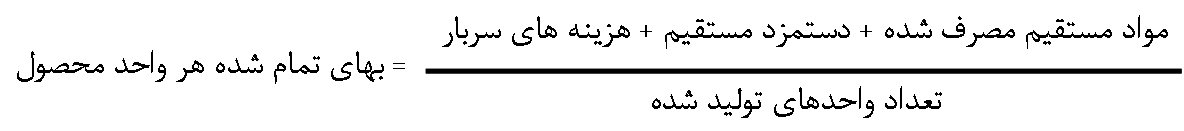 مواد مستقیم مصرف شده + دستمزد مستقیم + هزینه های سربار
بهای تمام شده هر واحد محصول =
تعداد واحدهای تولید شده